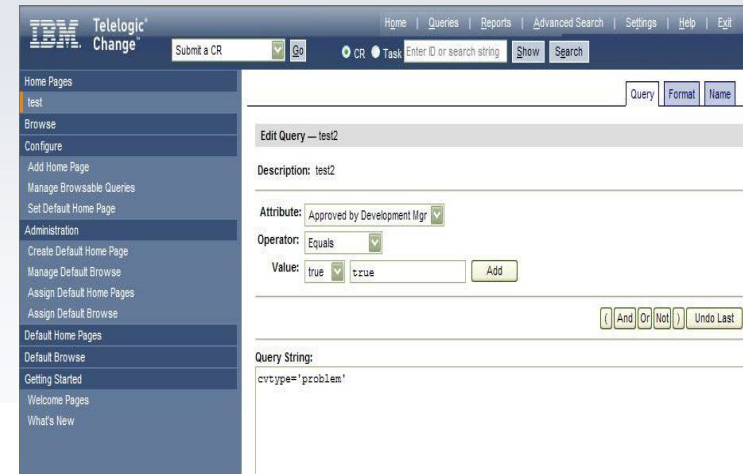 IBM. Telelogic® Change™
Home | Queries | Reports | Advanced Search | Settings | Help | Exit
Submit a CR Go CR Task Enter ID or search string Show Search
Home Pages
test
Browse
Configure
Add Home Page
Manage Browsable Queries
Set Default Home Page
Administration
Create Default Home Page
Manage Default Browse
Assign Default Home Pages
Assign Default Browse
Default Home Pages
Default Browse
Getting Started
Welcome Pages
What's New
Query Format Name
Edit Query — test2
Description: test2
Attribute: Approved by Development Mgr
Operator: Equals
Value: true true Add
( And Or Not ) Undo Last
Query String:
cvtype='problem'